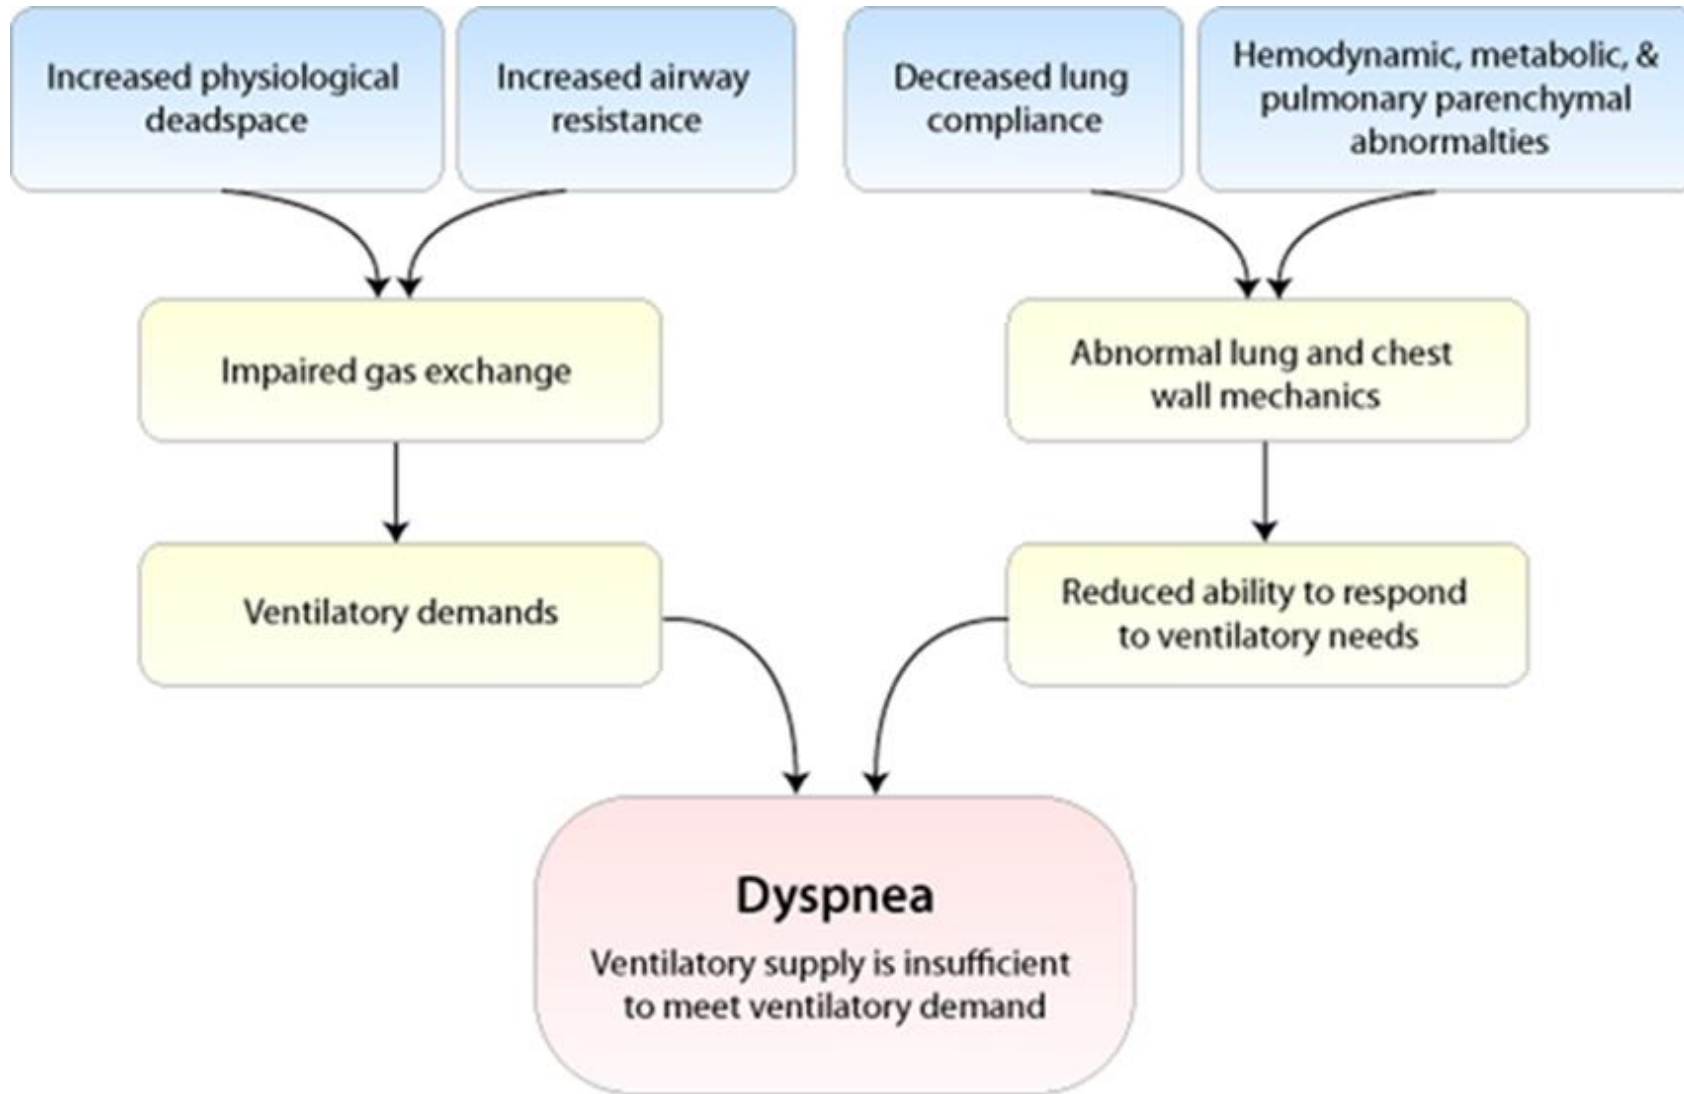 Increased physiological
deadspace
Increased airway
resistance
Decreased lung
compliance
Hemodynamic, metabolic, &
pulmonary parenchymal
abnormalties
Impaired gas exchange
Abnormal lung and chest
wall mechanics
Ventilatory demands
Reduced ability to respond
to ventilatory needs
Dyspnea
Ventilatory supply is insufficient
to meet ventilatory demand